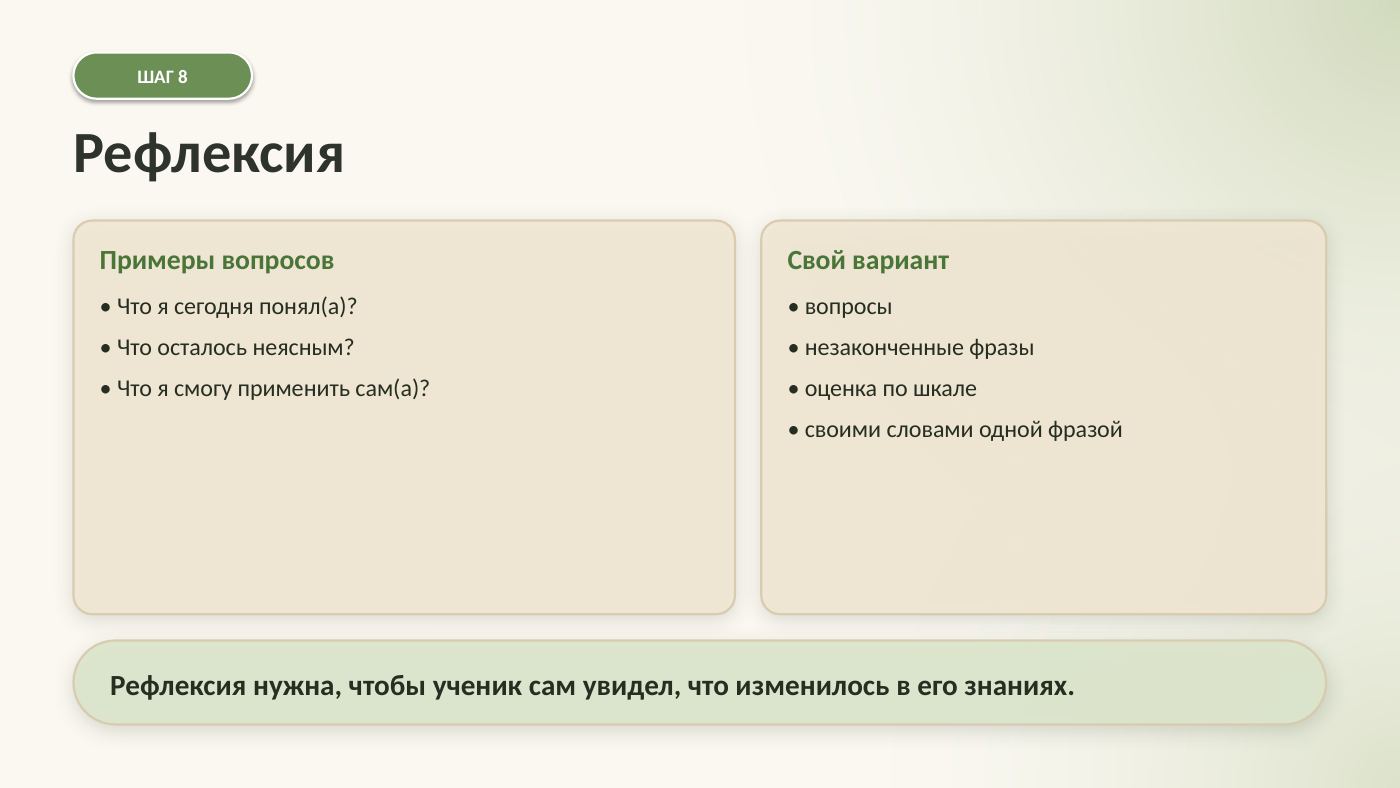 ШАГ 8
Рефлексия
Примеры вопросов
• Что я сегодня понял(а)?
• Что осталось неясным?
• Что я смогу применить сам(а)?
Свой вариант
• вопросы
• незаконченные фразы
• оценка по шкале
• своими словами одной фразой
Рефлексия нужна, чтобы ученик сам увидел, что изменилось в его знаниях.